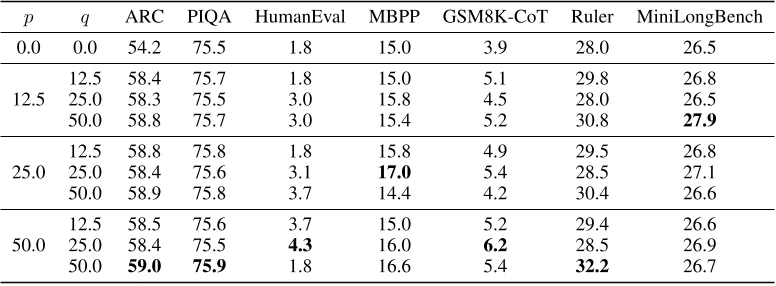 p q ARC PIQA HumanEval MBPP GSM8K-CoT Ruler MiniLongBench
0.0 0.0 54.2 75.5 1.8 15.0 3.9 28.0 26.5
12.5 58.4 75.7 1.8 15.0 5.1 29.8 26.8
12.5 25.0 58.3 75.5 3.0 15.8 4.5 28.0 26.5
50.0 58.8 75.7 3.0 15.4 5.2 30.8 27.9
12.5 58.8 75.8 1.8 15.8 4.9 29.5 26.8
25.0 25.0 58.4 75.6 3.1 17.0 5.4 28.5 27.1
50.0 58.9 75.8 3.7 14.4 4.2 30.4 26.6
12.5 58.5 75.6 3.7 15.0 5.2 29.4 26.6
50.0 25.0 58.4 75.5 4.3 16.0 6.2 28.5 26.9
50.0 59.0 75.9 1.8 16.6 5.4 32.2 26.7